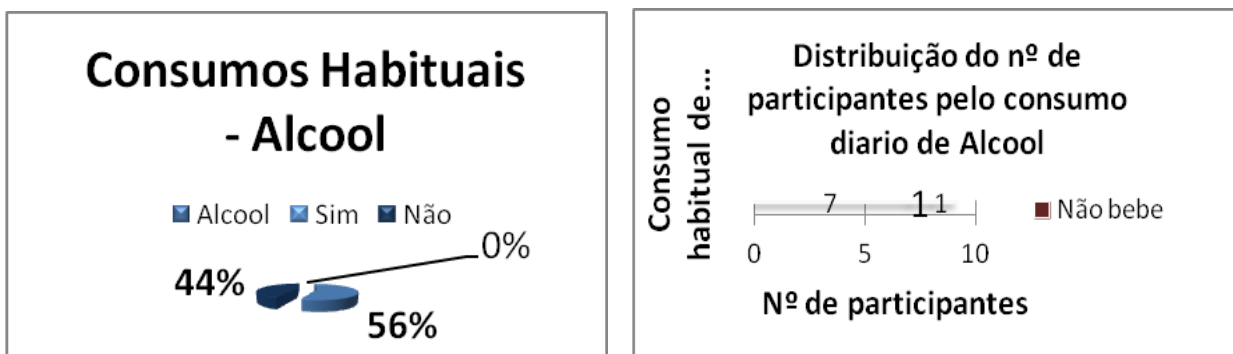 Consumos Habituais
- Alcool
Alcool Sim Não
0%
44%
56%
Distribuição do nº de
participantes pelo consumo
diario de Alcool
Consumo
habitual de...
7 1 1
Não bebe
0 5 10
Nº de participantes